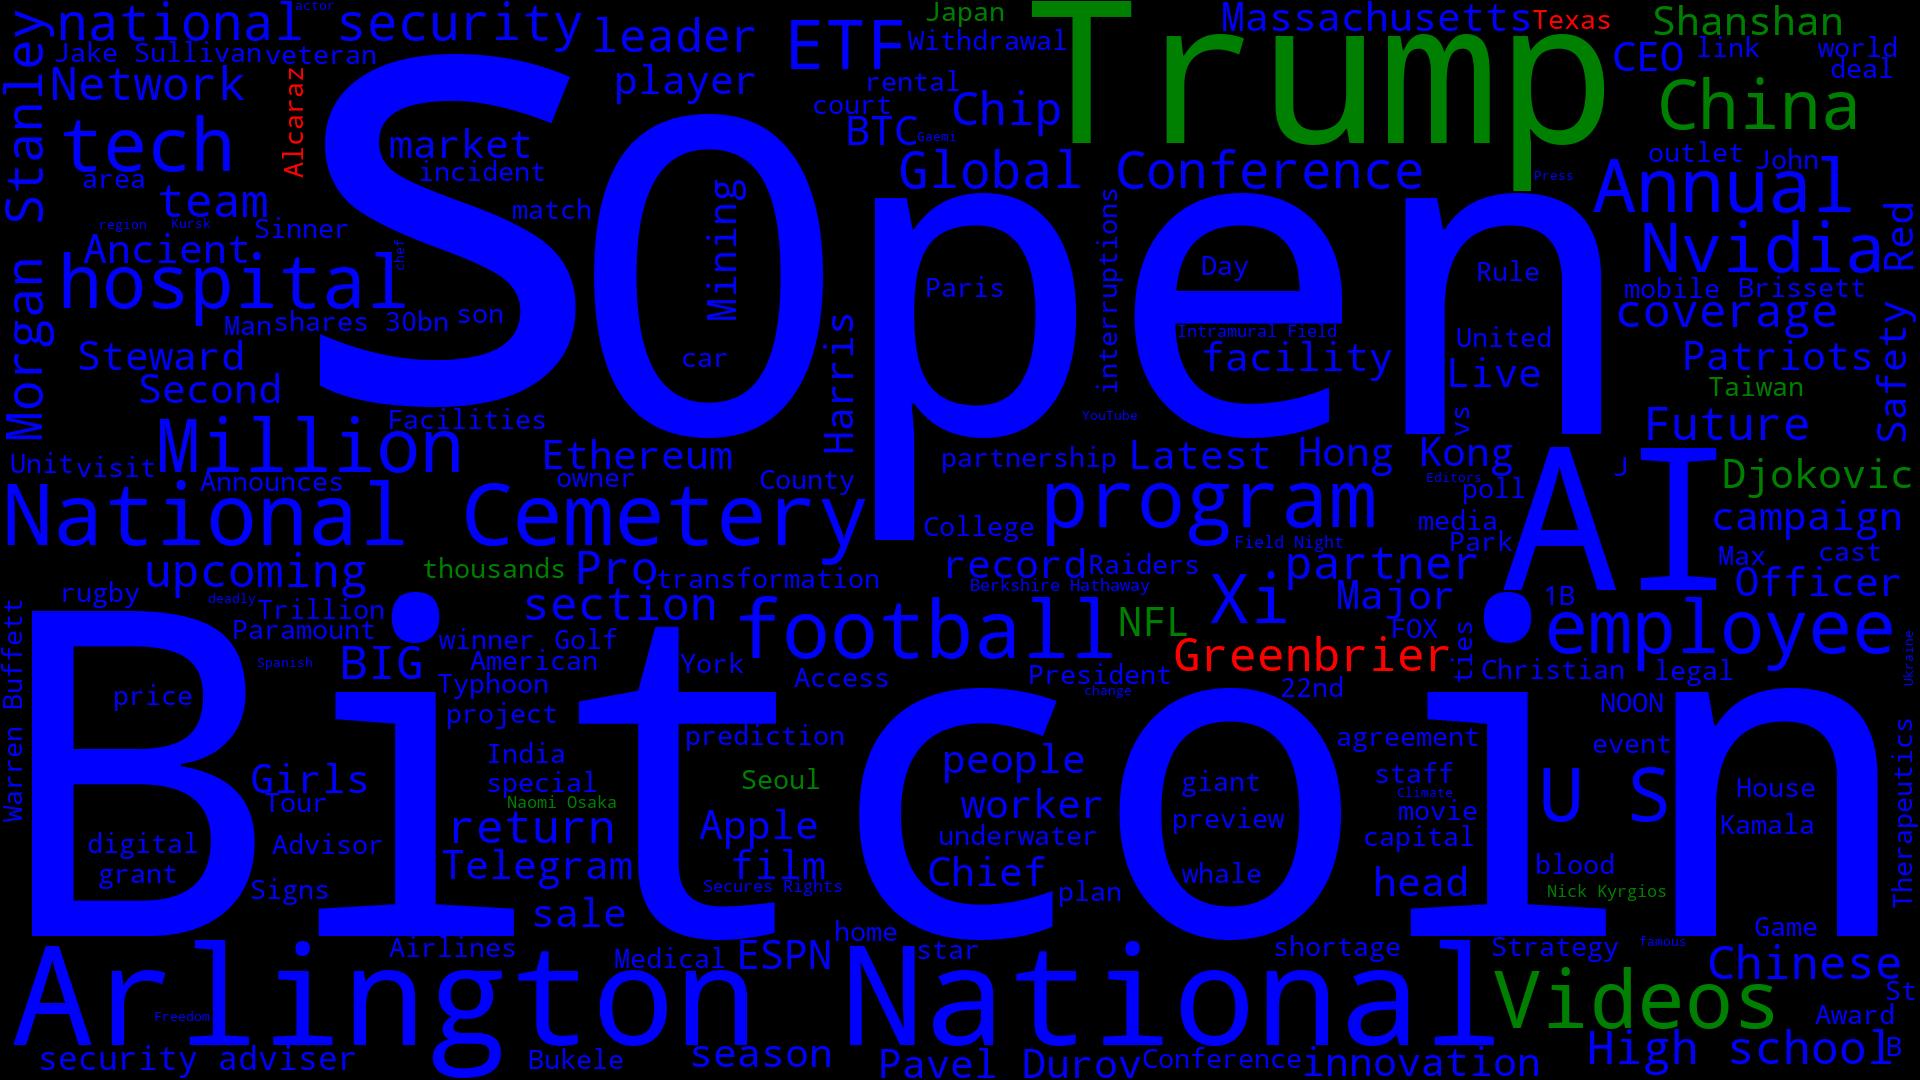 national security
actor
leader
ETF
Japan
Withdrawal
Trump
Massachusetts
Texas
Shanshan
Jake Sullivan
veteran
CEO
link
world
deal
Network
player
rental
court
BTC
Gaemi
Chip
China
Morgan Stanley
tech
Alcaraz
S
Open
market
incident
match
Mining
Global
Conference
Press
outlet
John
Annual
area
team
region
Kursk
Sinner
Ancient
chef
hospital
Man
shares
30bn
son
car
Harris
Paris
interruptions
Day
Intramural Field
facility
Rule
United
Live
Nvidia
Red
mobile
Brissett
coverage
Patriots
Taiwan
Safety
Steward
Second
Facilities
YouTube
vs
Future
Million
Unit
visit
Announces
Ethereum
owner
County
partnership
Latest
Hong Kong
Editors
poll
AI
Djokovic
National Cemetery
College
program
media
Park
campaign
Field Night
upcoming
thousands
Pro
transformation
record
Raiders
Berkshire Hathaway
Xi
partner
Max
cast
Officer
rugby
deadly
Trillion
Paramount
section
football
NFL
Major
FOX
1B
employee
winner
Golf
American
York
Greenbrier
ties
Christian
legal
Ukraine
Warren Buffett
Spanish
BIG
Typhoon
Access
President
change
22nd
Bitcoin
price
project
prediction
agreement
NOON
event
India
special
Seoul
people
giant
staff
Climate
U S
House
Girls
Tour
Naomi Osaka
worker
preview
movie
capital
Kamala
Therapeutics
digital
grant
Advisor
return
Apple
underwater
Telegram
film
Chief
whale
head
blood
Signs
Secures Rights
plan
Nick Kyrgios
sale
home
Game
Arlington National
Airlines
Medical
ESPN
star
shortage
Strategy
famous
Chinese
Videos
St
Freedom
Award
security adviser
Bukele
season
Pavel Durov
Conference
innovation
High school
B